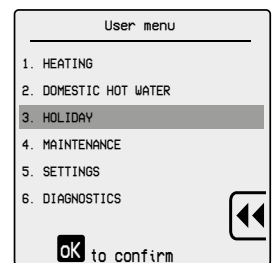 User menu
1. HEATING
2. DOMESTIC HOT WATER
3. HOLIDAY
4. MAINTENANCE
5. SETTINGS
6. DIAGNOSTICS
OK to confirm